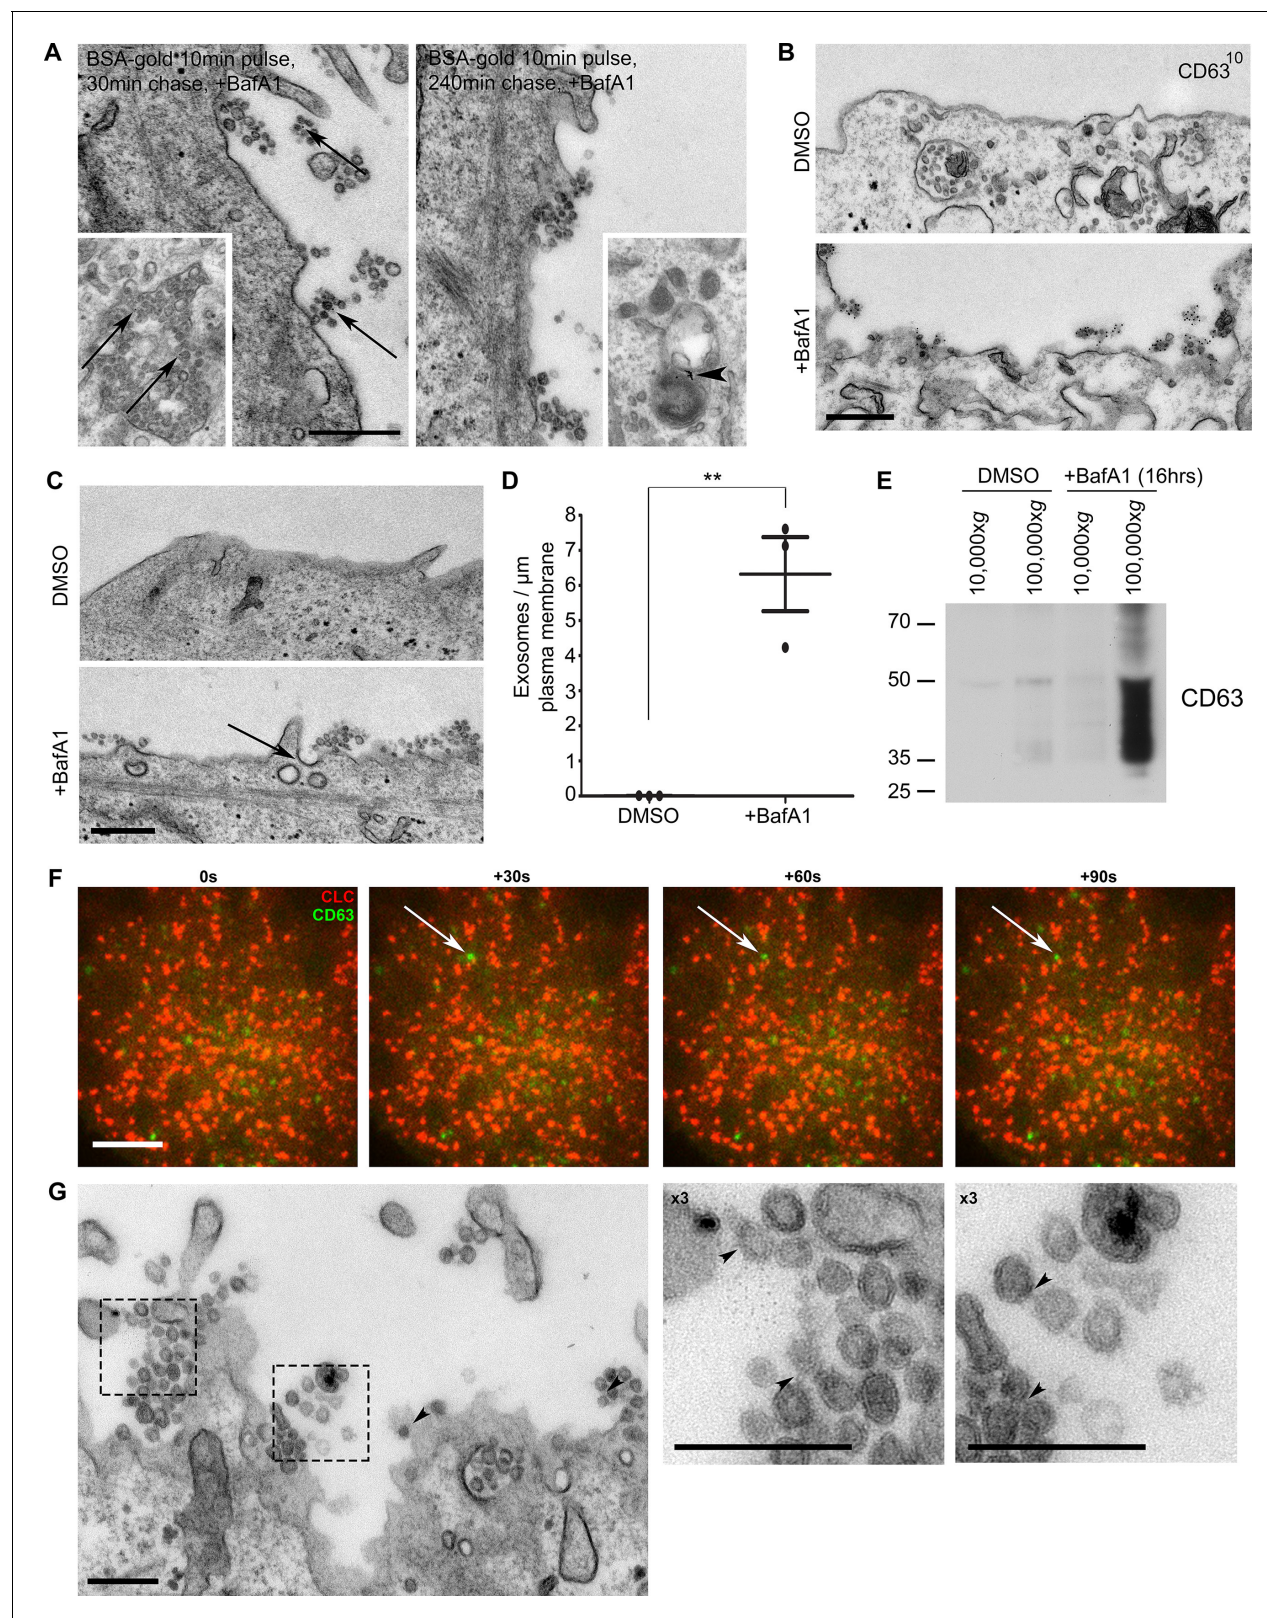 A
BSA-gold 10min pulse,
30min chase, +BafA1
BSA-gold 10min pulse,
240min chase, +BafA1
B
CD63¹⁰
DMSO
+BafA1
C
DMSO
+BafA1
D
**
Exosomes / µm
plasma membrane
8
7
6
5
4
3
2
1
0
DMSO
+BafA1
E
DMSO
+BafA1 (16hrs)
10,000xg
100,000xg
10,000xg
100,000xg
70
50
35
25
CD63
F
0s
+30s
+60s
+90s
CLC
CD63
G
x3
x3